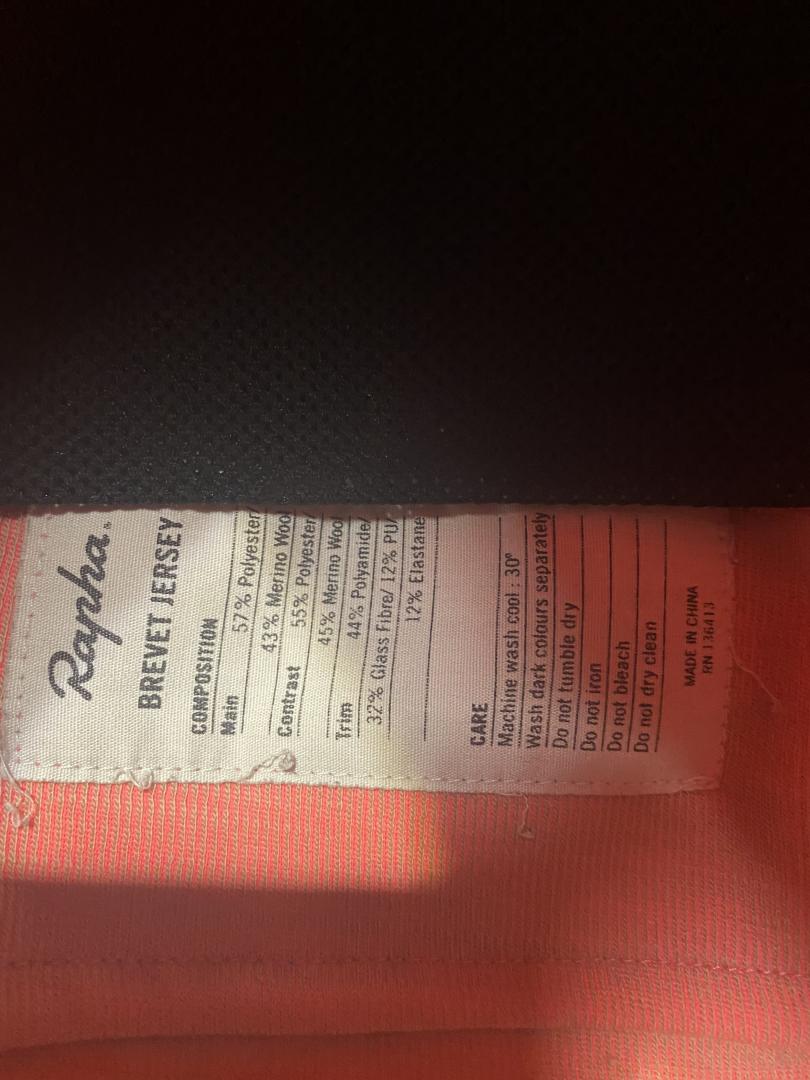 Rapha®
BREVET JERSEY
COMPOSITION
Main 57% Polyester/
43% Merino Wool
Contrast 55% Polyester/
45% Merino Wool
Trim 44% Polyamide/
32% Glass Fibre/ 12% PU/
12% Elastane
CARE
Machine wash cool : 30°
Wash dark colours separately
Do not tumble dry
Do not iron
Do not bleach
Do not dry clean
MADE IN CHINA
RN 136413